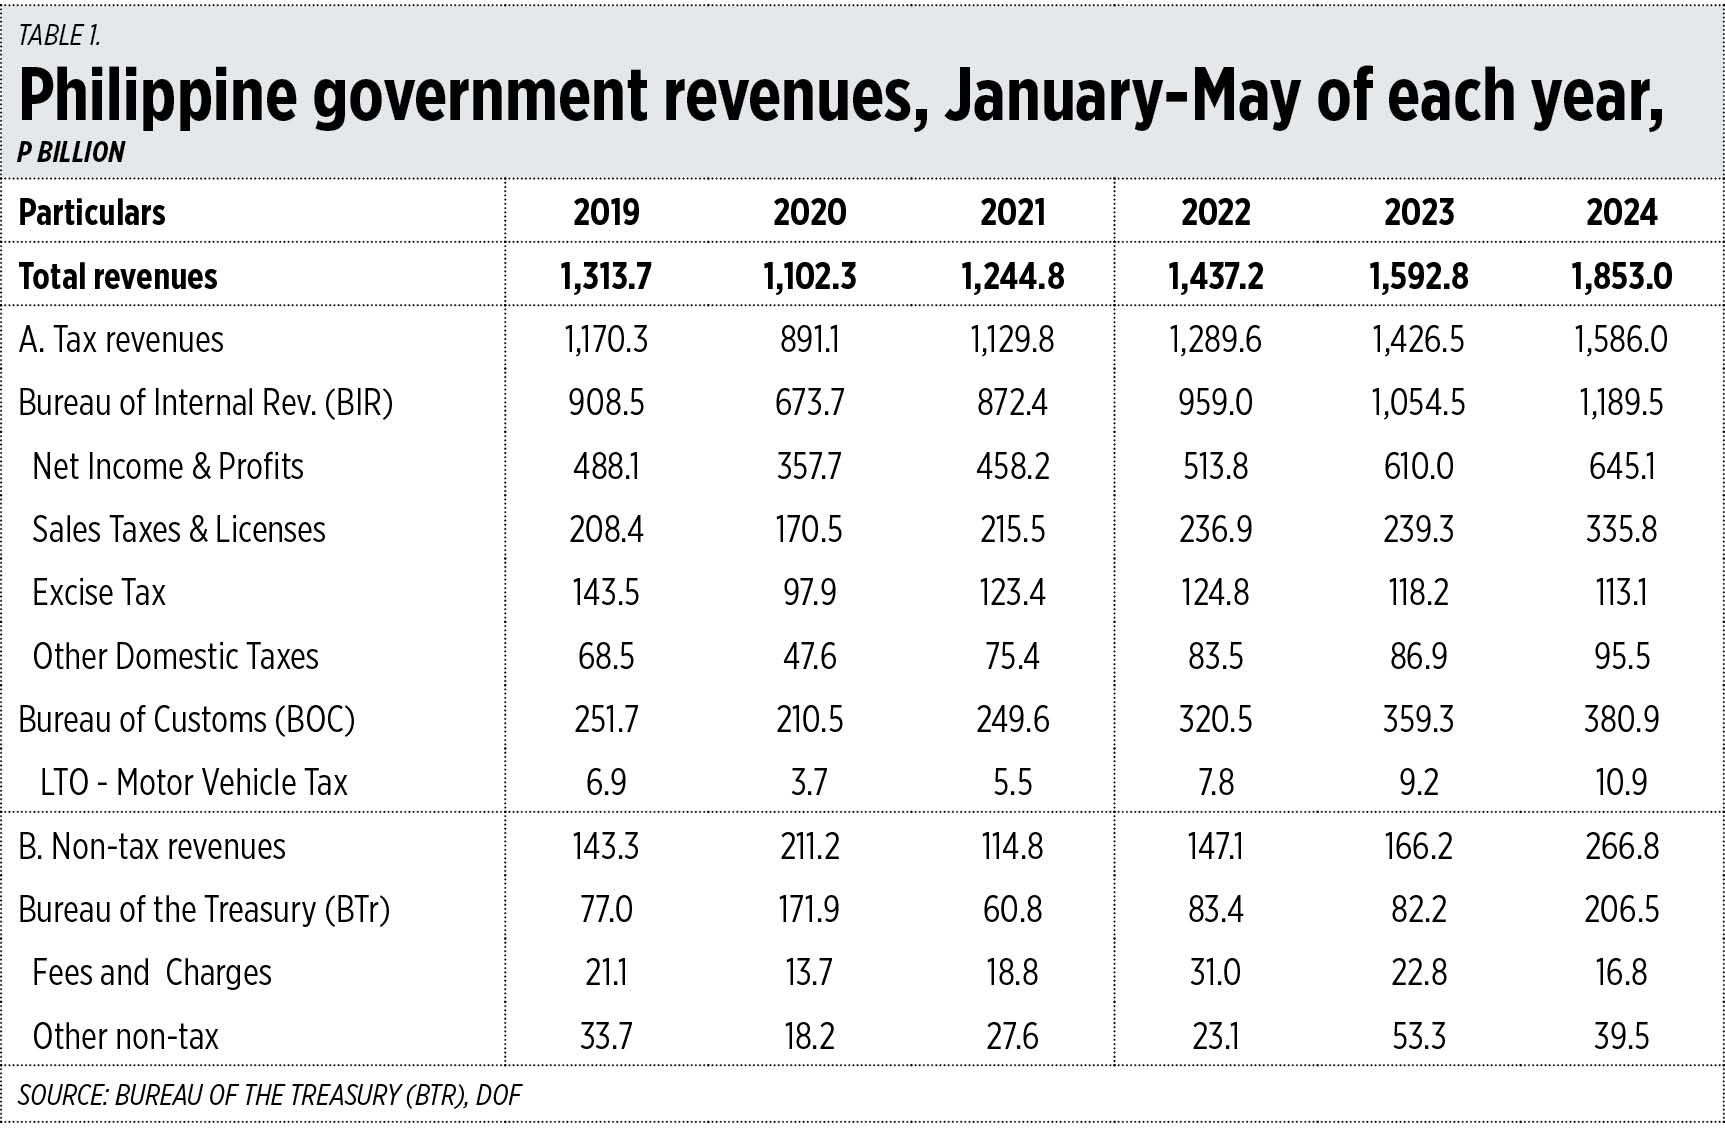 TABLE 1.
Philippine government revenues, January-May of each year,
P BILLION
Particulars 2019 2020 2021 2022 2023 2024
Total revenues 1,313.7 1,102.3 1,244.8 1,437.2 1,592.8 1,853.0
A. Tax revenues 1,170.3 891.1 1,129.8 1,289.6 1,426.5 1,586.0
Bureau of Internal Rev. (BIR) 908.5 673.7 872.4 959.0 1,054.5 1,189.5
Net Income & Profits 488.1 357.7 458.2 513.8 610.0 645.1
Sales Taxes & Licenses 208.4 170.5 215.5 236.9 239.3 335.8
Excise Tax 143.5 97.9 123.4 124.8 118.2 113.1
Other Domestic Taxes 68.5 47.6 75.4 83.5 86.9 95.5
Bureau of Customs (BOC) 251.7 210.5 249.6 320.5 359.3 380.9
LTO - Motor Vehicle Tax 6.9 3.7 5.5 7.8 9.2 10.9
B. Non-tax revenues 143.3 211.2 114.8 147.1 166.2 266.8
Bureau of the Treasury (BTr) 77.0 171.9 60.8 83.4 82.2 206.5
Fees and Charges 21.1 13.7 18.8 31.0 22.8 16.8
Other non-tax 33.7 18.2 27.6 23.1 53.3 39.5
SOURCE: BUREAU OF THE TREASURY (BTR), DOF